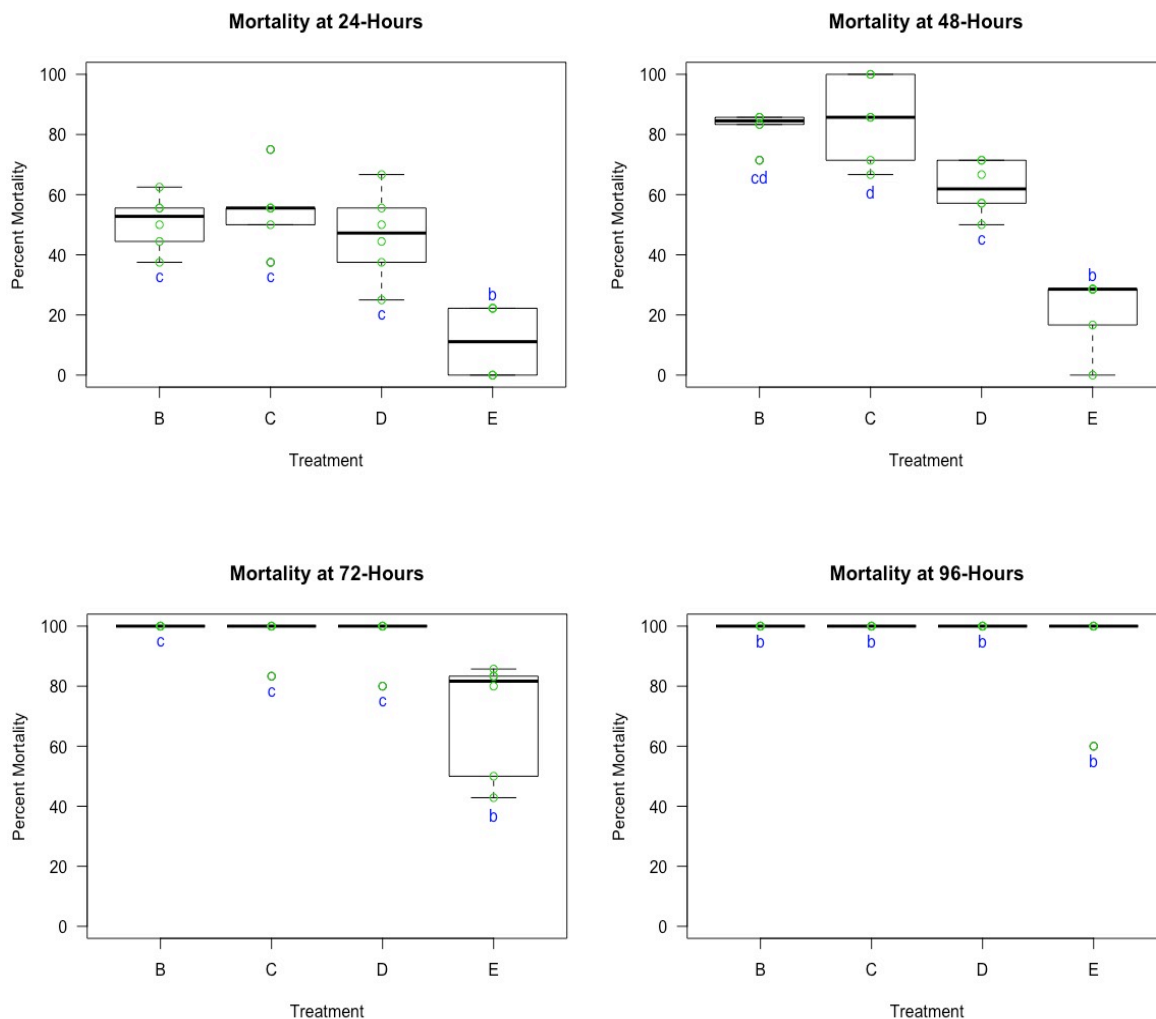 Mortality at 24-Hours
Percent Mortality
100
80
60
40
20
0
c
c
c
b
B C D E
Treatment
Mortality at 48-Hours
Percent Mortality
100
80
60
40
20
0
cd
d
c
b
B C D E
Treatment
Mortality at 72-Hours
Percent Mortality
100
80
60
40
20
0
c
c
c
b
B C D E
Treatment
Mortality at 96-Hours
Percent Mortality
100
80
60
40
20
0
b
b
b
b
B C D E
Treatment